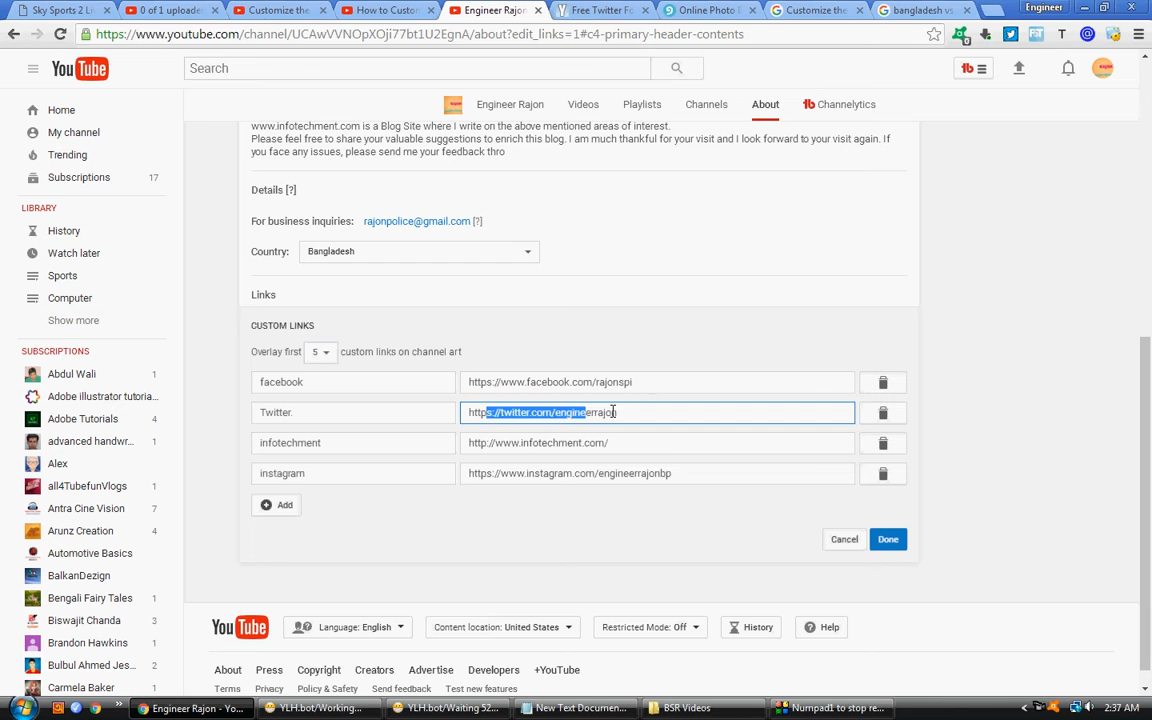 Sky Sports 2 Li
0 of 1 uploade
Customize the
How to Custon
Engineer Rajon
Free Twitter Fo
Online Photo
Customize the
bangladesh vs
Engineer
https://www.youtube.com/channel/UCAwVVNOpXOji77bt1U2EgnA/about?edit_links=1#c4-primary-header-contents
YouTube
Search
Engineer Rajon
Videos
Playlists
Channels
About
Channelytics
Home
My channel
Trending
Subscriptions 17
LIBRARY
History
Watch later
Sports
Computer
Show more
SUBSCRIPTIONS
Abdul Wali 1
Adobe illustrator tu... 1
Adobe Tutorials 4
advanced handwr... 1
Alex 1
all4TubefunVlogs 1
Antra Cine Vision 7
Arunz Creation 4
Automotive Basics
BalkanDezign
Bengali Fairy Tales 1
Biswajit Chanda 1
Brandon Hawkins 1
Bulbul Ahmed Jes... 1
Carmela Baker 1
www.infotechment.com is a Blog Site where I write on the above mentioned areas of interest.
Please feel free to share your valuable suggestions to enrich this blog. I am much thankful for your visit and I look forward to your visit again. If
you face any issues, please send me your feedback thro
Details [?]
For business inquiries: rajonpolice@gmail.com [?]
Country: Bangladesh
Links
CUSTOM LINKS
Overlay first 5 custom links on channel art
facebook https://www.facebook.com/rajonspi
Twitter. https://twitter.com/engineerrajon
infotechment http://www.infotechment.com/
instagram https://www.instagram.com/engineerrajonbp
Add
Cancel Done
YouTube
Language: English
Content location: United States
Restricted Mode: Off
History
Help
About Press Copyright Creators Advertise Developers +YouTube
Terms Privacy Policy & Safety Send feedback Test new features
Engineer Rajon - Yo...
YLH.bot/Working...
YLH.bot/Waiting 52...
New Text Documen...
BSR Videos
Numpad1 to stop re...
2:37 AM